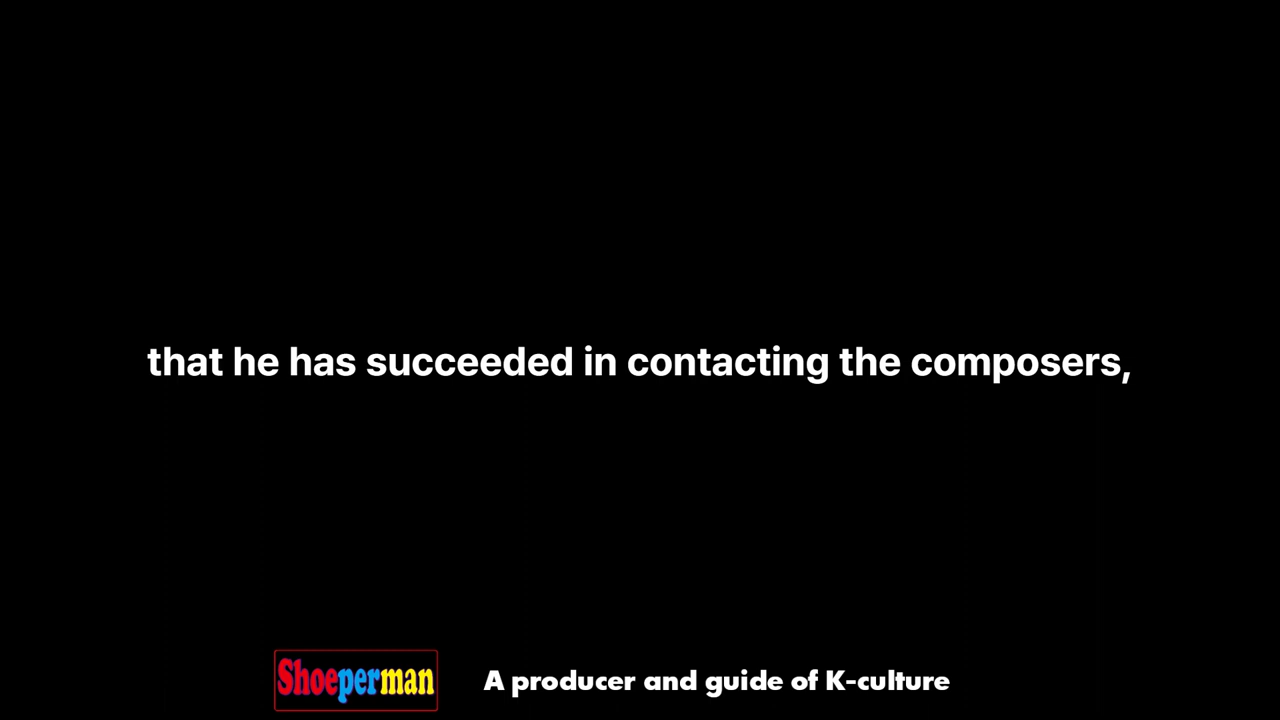 that he has succeeded in contacting the composers,
Shoeperman
A producer and guide of K-culture